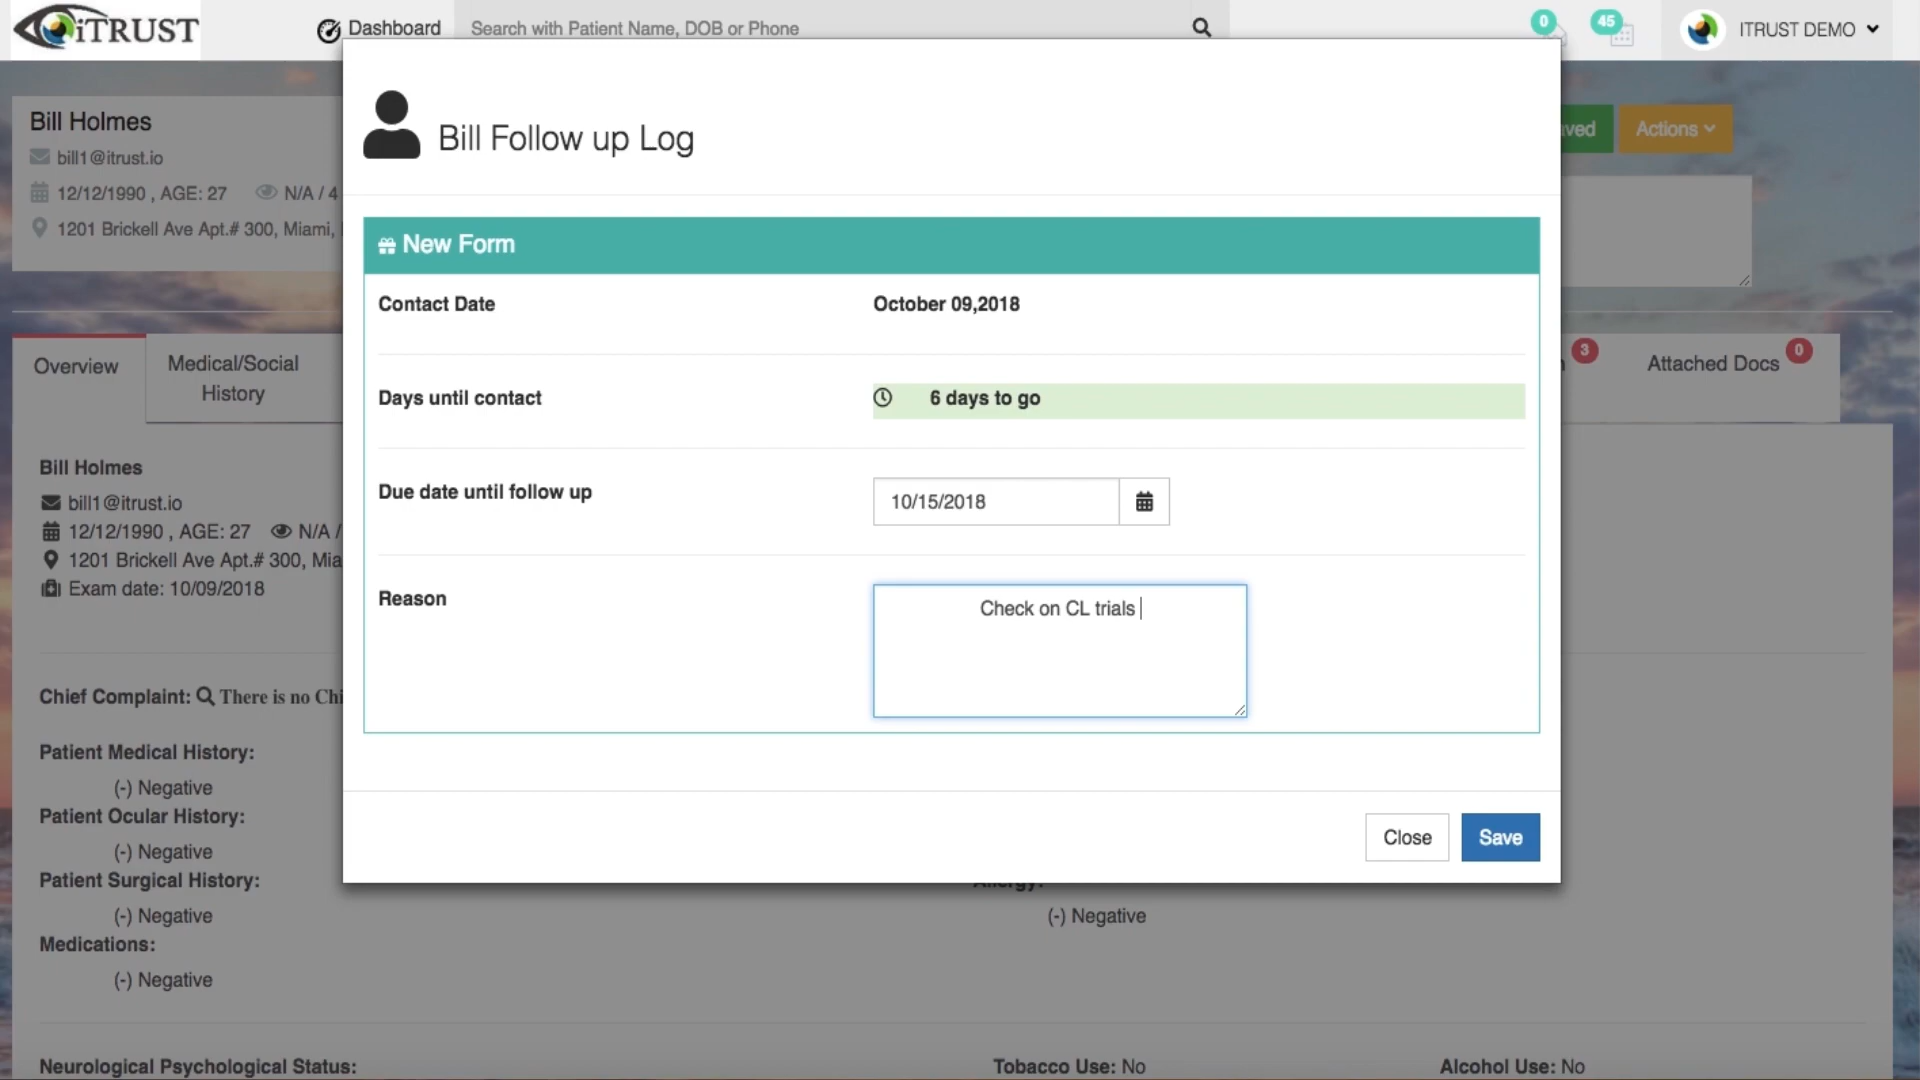 iTRUST
Dashboard
Search with Patient Name, DOB or Phone
0
45
ITRUST DEMO
Bill Holmes
bill1@itrust.io
12/12/1990 , AGE: 27 N/A / 4
1201 Brickell Ave Apt.# 300, Miami,
Actions
Bill Follow up Log
New Form
Contact Date October 09,2018
Days until contact 6 days to go
Due date until follow up 10/15/2018
Reason Check on CL trials
Close Save
Overview
Medical/Social
History
3
Attached Docs 0
Bill Holmes
bill1@itrust.io
12/12/1990 , AGE: 27 N/A /
1201 Brickell Ave Apt.# 300, Mia
Exam date: 10/09/2018
Chief Complaint: There is no Chi
Patient Medical History:
(-) Negative
Patient Ocular History:
(-) Negative
Patient Surgical History:
(-) Negative
Medications:
(-) Negative
Allergy:
(-) Negative
Neurological Psychological Status:
Tobacco Use: No
Alcohol Use: No